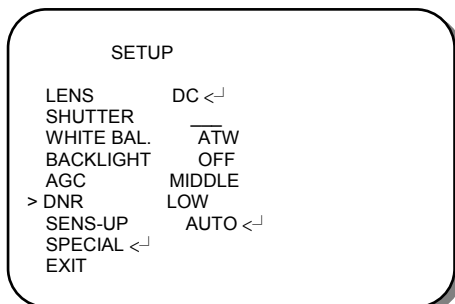 SETUP
LENS DC <┘
SHUTTER ___
WHITE BAL. ATW
BACKLIGHT OFF
AGC MIDDLE
> DNR LOW
SENS-UP AUTO <┘
SPECIAL <┘
EXIT